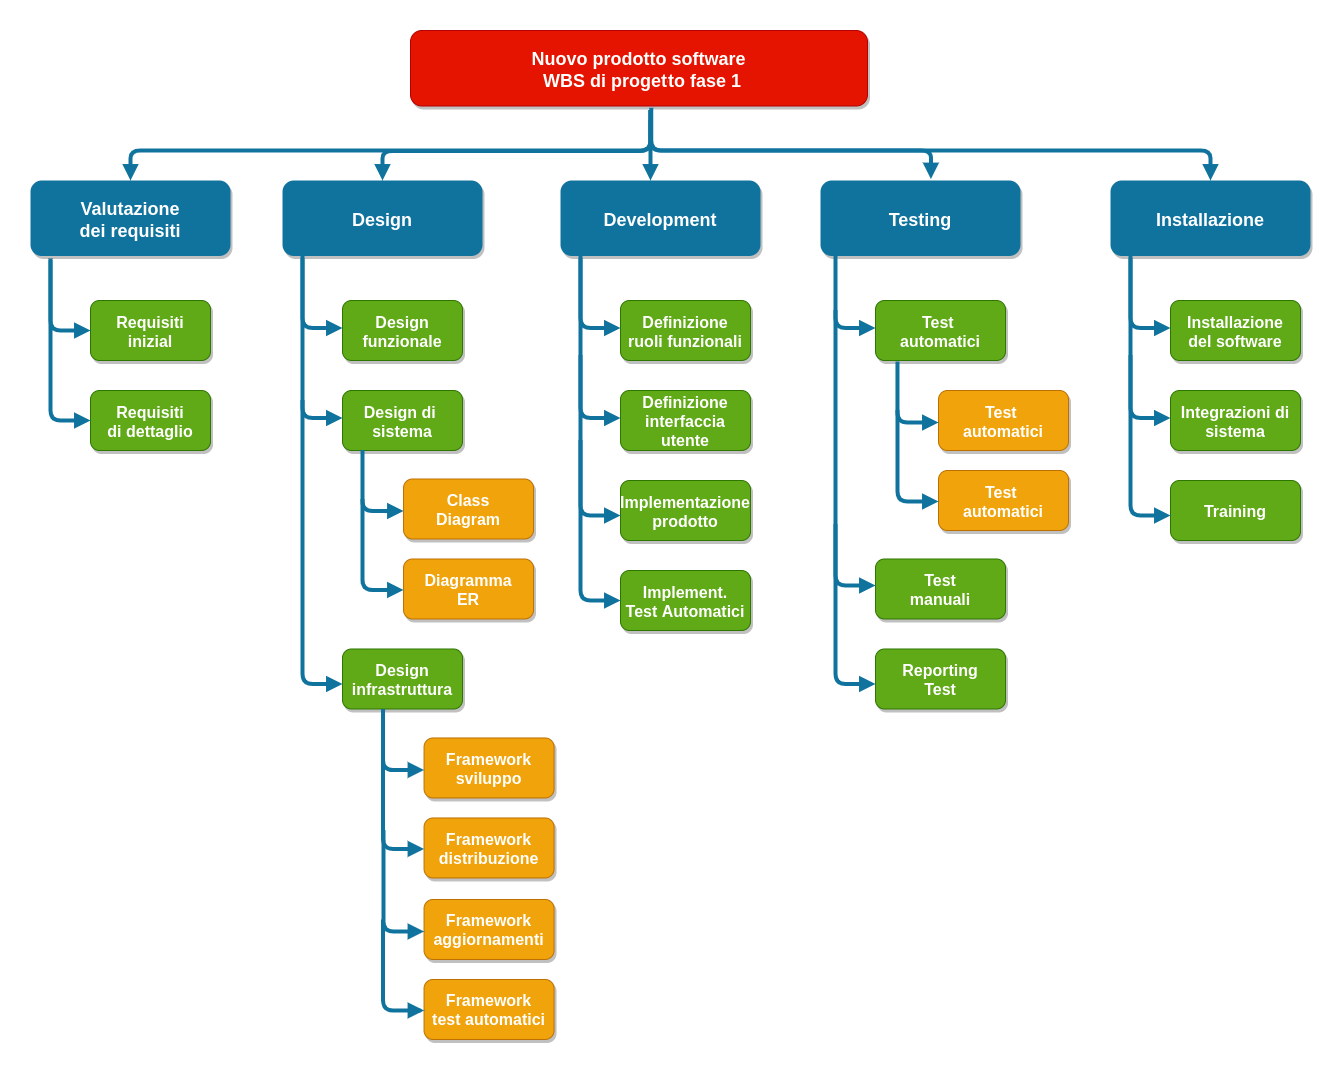 Nuovo prodotto software
WBS di progetto fase 1
Valutazione
dei requisiti
Design
Development
Testing
Installazione
Requisiti
inizial
Requisiti
di dettaglio
Design
funzionale
Design di
sistema
Class
Diagram
Diagramma
ER
Design
infrastruttura
Framework
sviluppo
Framework
distribuzione
Framework
aggiornamenti
Framework
test automatici
Definizione
ruoli funzionali
Definizione
interfaccia
utente
Implementazione
prodotto
Implement.
Test Automatici
Test
automatici
Test
automatici
Test
automatici
Test
manuali
Reporting
Test
Installazione
del software
Integrazioni di
sistema
Training